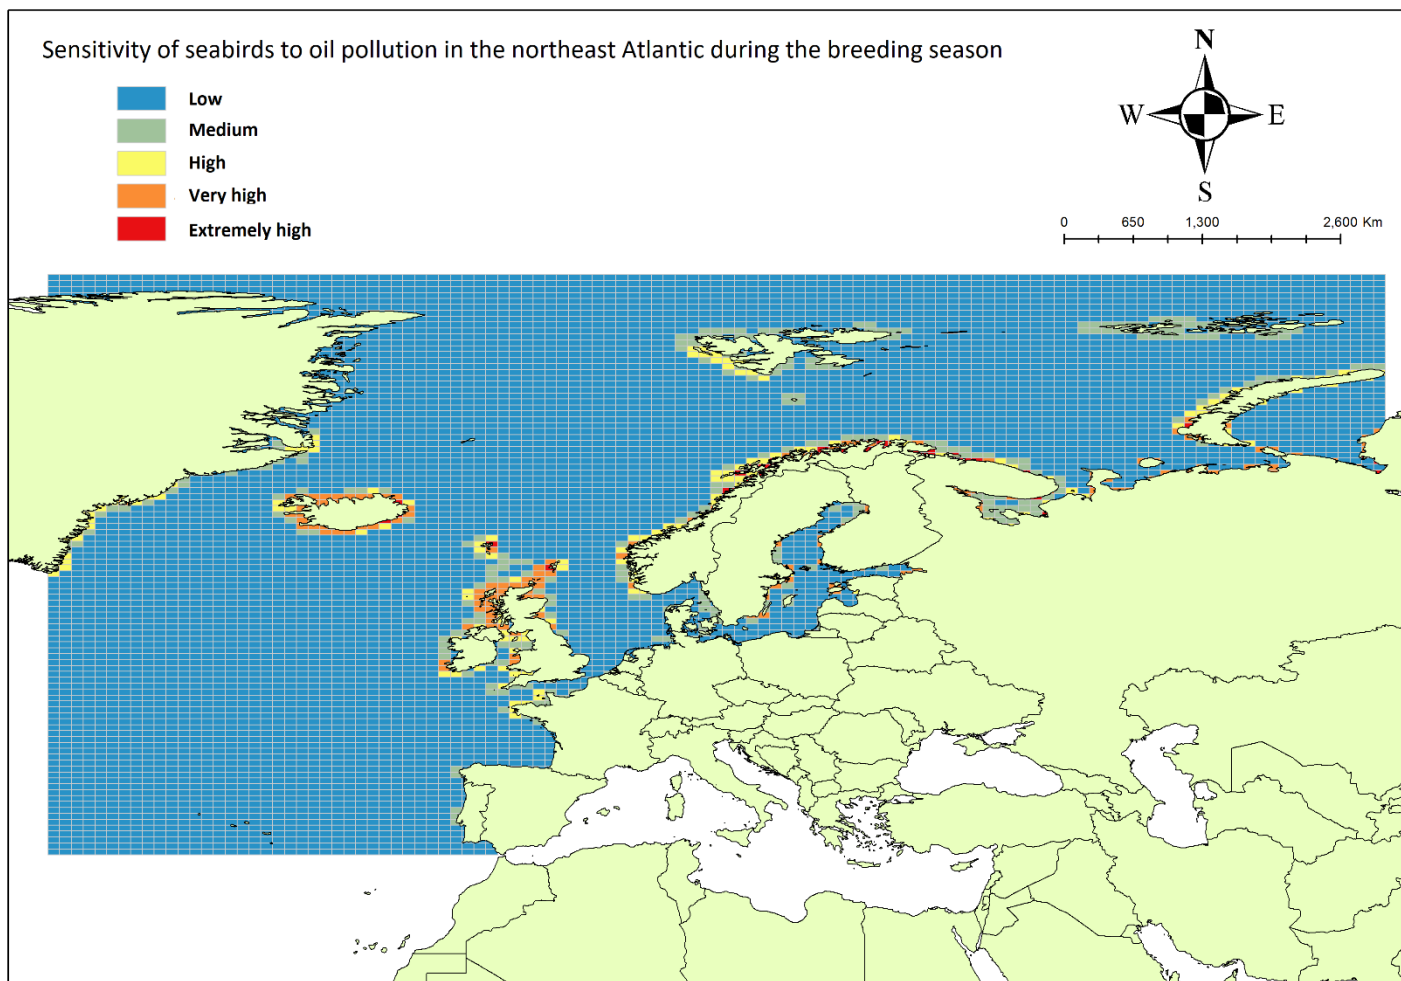 Sensitivity of seabirds to oil pollution in the northeast Atlantic during the breeding season
Low
Medium
High
Very high
Extremely high
N
W E
S
0 650 1,300 2,600 Km